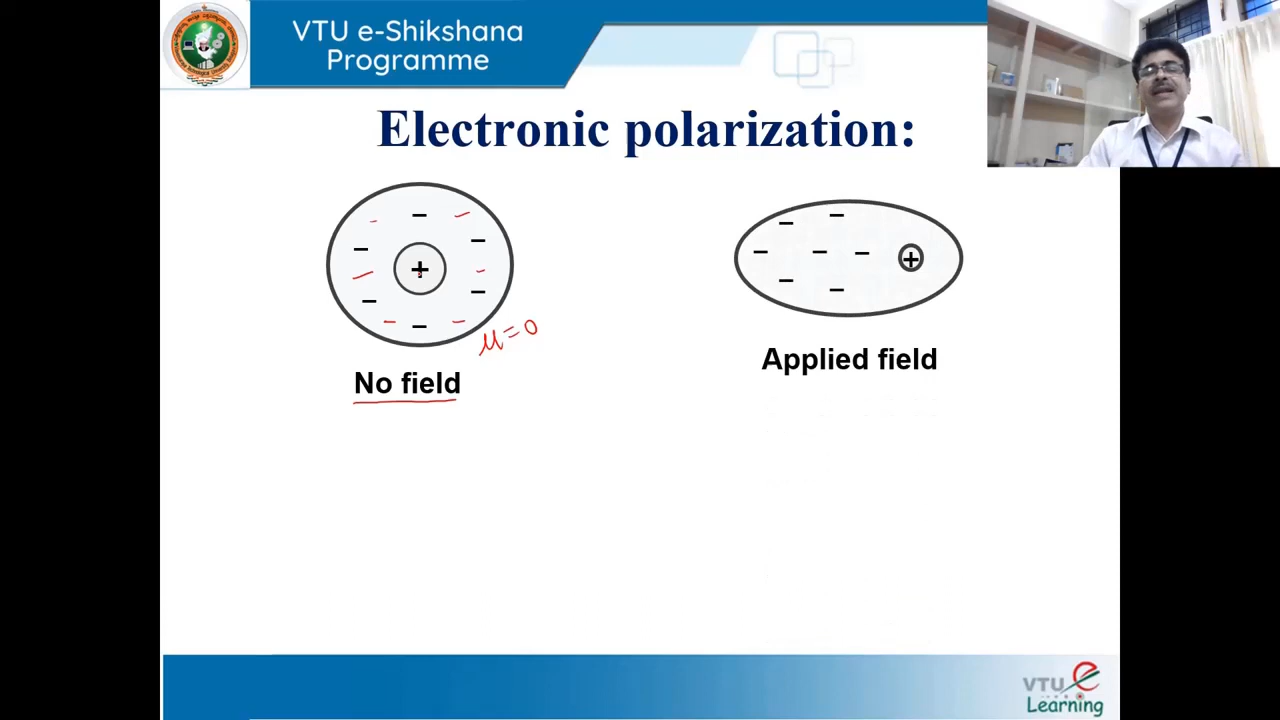 VTU e-Shikshana
Programme
Electronic polarization:
+
+
μ=0
No field
Applied field
VTU e
Learning